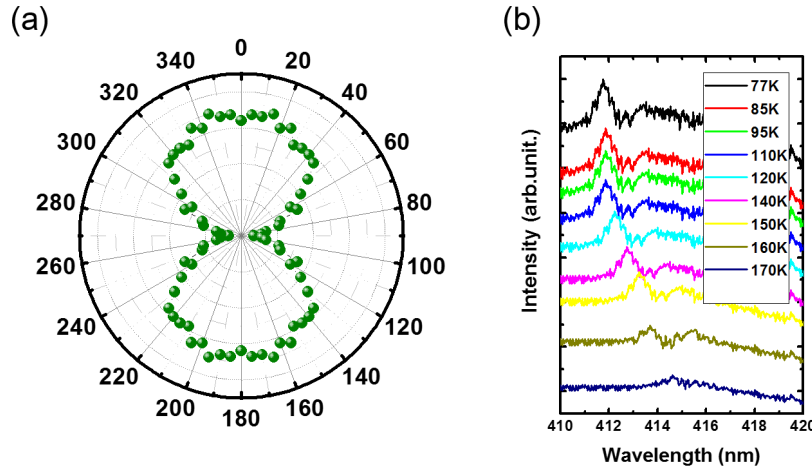 (a)
0
20
40
60
80
100
120
140
160
180
200
220
240
260
280
300
320
340
(b)
Intensity (arb.unit.)
77K
85K
95K
110K
120K
140K
150K
160K
170K
410 412 414 416 418 420
Wavelength (nm)